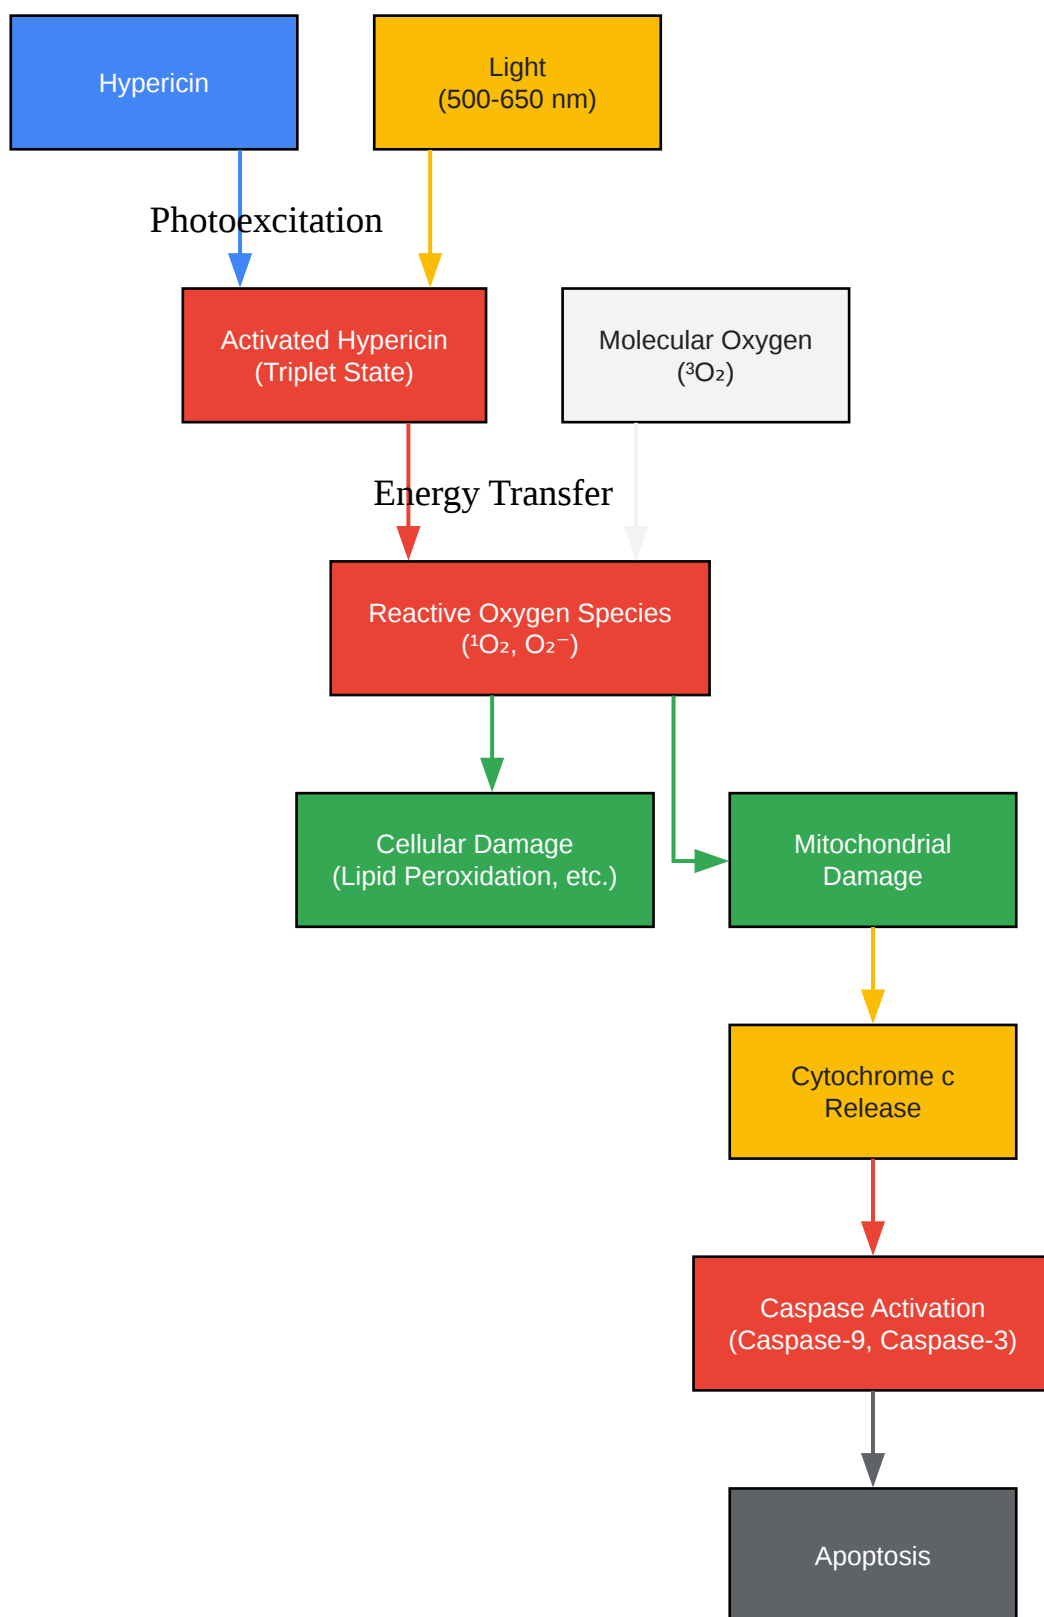 Hypericin
Light
(500-650 nm)
Photoexcitation
Activated Hypericin
(Triplet State)
Molecular Oxygen
(³O₂)
Energy Transfer
Reactive Oxygen Species
(¹O₂, O₂⁻)
Cellular Damage
(Lipid Peroxidation, etc.)
Mitochondrial
Damage
Cytochrome c
Release
Caspase Activation
(Caspase-9, Caspase-3)
Apoptosis